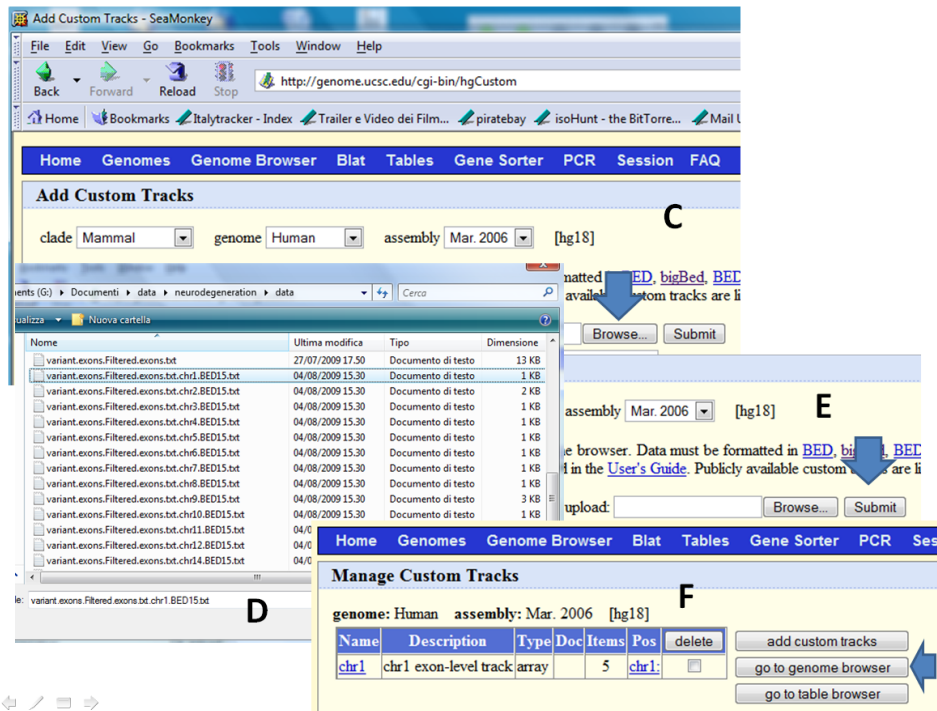 Add Custom Tracks - SeaMonkey
File Edit View Go Bookmarks Tools Window Help
Back Forward Reload Stop http://genome.ucsc.edu/cgi-bin/hgCustom
Home Bookmarks Italytracker - Index Trailer e Video dei Film... piratebay isoHunt - the BitTorre... Mail
Home Genomes Genome Browser Blat Tables Gene Sorter PCR Session FAQ
Add Custom Tracks
C
clade Mammal genome Human assembly Mar. 2006 [hg18]
matted in BED, bigBed, BED
availa custom tracks are li
Browse... Submit
ents (G:) Documenti data neurodegeneration data Cerca
ualizza Nuova cartella
Nome Ultima modifica Tipo Dimensione
variant.exons.Filtered.exons.txt 27/07/2009 17.50 Documento di testo 13 KB
variant.exons.Filtered.exons.txt.chr1.BED15.txt 04/08/2009 15.30 Documento di testo 1 KB
variant.exons.Filtered.exons.txt.chr2.BED15.txt 04/08/2009 15.30 Documento di testo 2 KB
variant.exons.Filtered.exons.txt.chr3.BED15.txt 04/08/2009 15.30 Documento di testo 1 KB
variant.exons.Filtered.exons.txt.chr4.BED15.txt 04/08/2009 15.30 Documento di testo 1 KB
variant.exons.Filtered.exons.txt.chr5.BED15.txt 04/08/2009 15.30 Documento di testo 1 KB
variant.exons.Filtered.exons.txt.chr6.BED15.txt 04/08/2009 15.30 Documento di testo 1 KB
variant.exons.Filtered.exons.txt.chr7.BED15.txt 04/08/2009 15.30 Documento di testo 1 KB
variant.exons.Filtered.exons.txt.chr8.BED15.txt 04/08/2009 15.30 Documento di testo 1 KB
variant.exons.Filtered.exons.txt.chr9.BED15.txt 04/08/2009 15.30 Documento di testo 3 KB
variant.exons.Filtered.exons.txt.chr10.BED15.txt 04/08/2009 15.30 Documento di testo 1 KB
variant.exons.Filtered.exons.txt.chr11.BED15.txt 04/0
variant.exons.Filtered.exons.txt.chr12.BED15.txt 04/0
variant.exons.Filtered.exons.txt.chr14.BED15.txt 04/0
le: variant.exons.Filtered.exons.txt.chr1.BED15.txt
D
assembly Mar. 2006 [hg18]
E
e browser. Data must be formatted in BED, bi d, BED
d in the User's Guide. Publicly available custom s are li
upload: Browse... Submit
Home Genomes Genome Browser Blat Tables Gene Sorter PCR Ses
Manage Custom Tracks
F
genome: Human assembly: Mar. 2006 [hg18]
Name Description Type Doc Items Pos delete add custom tracks
chr1 chr1 exon-level track array 5 chr1: go to genome browser
go to table browser